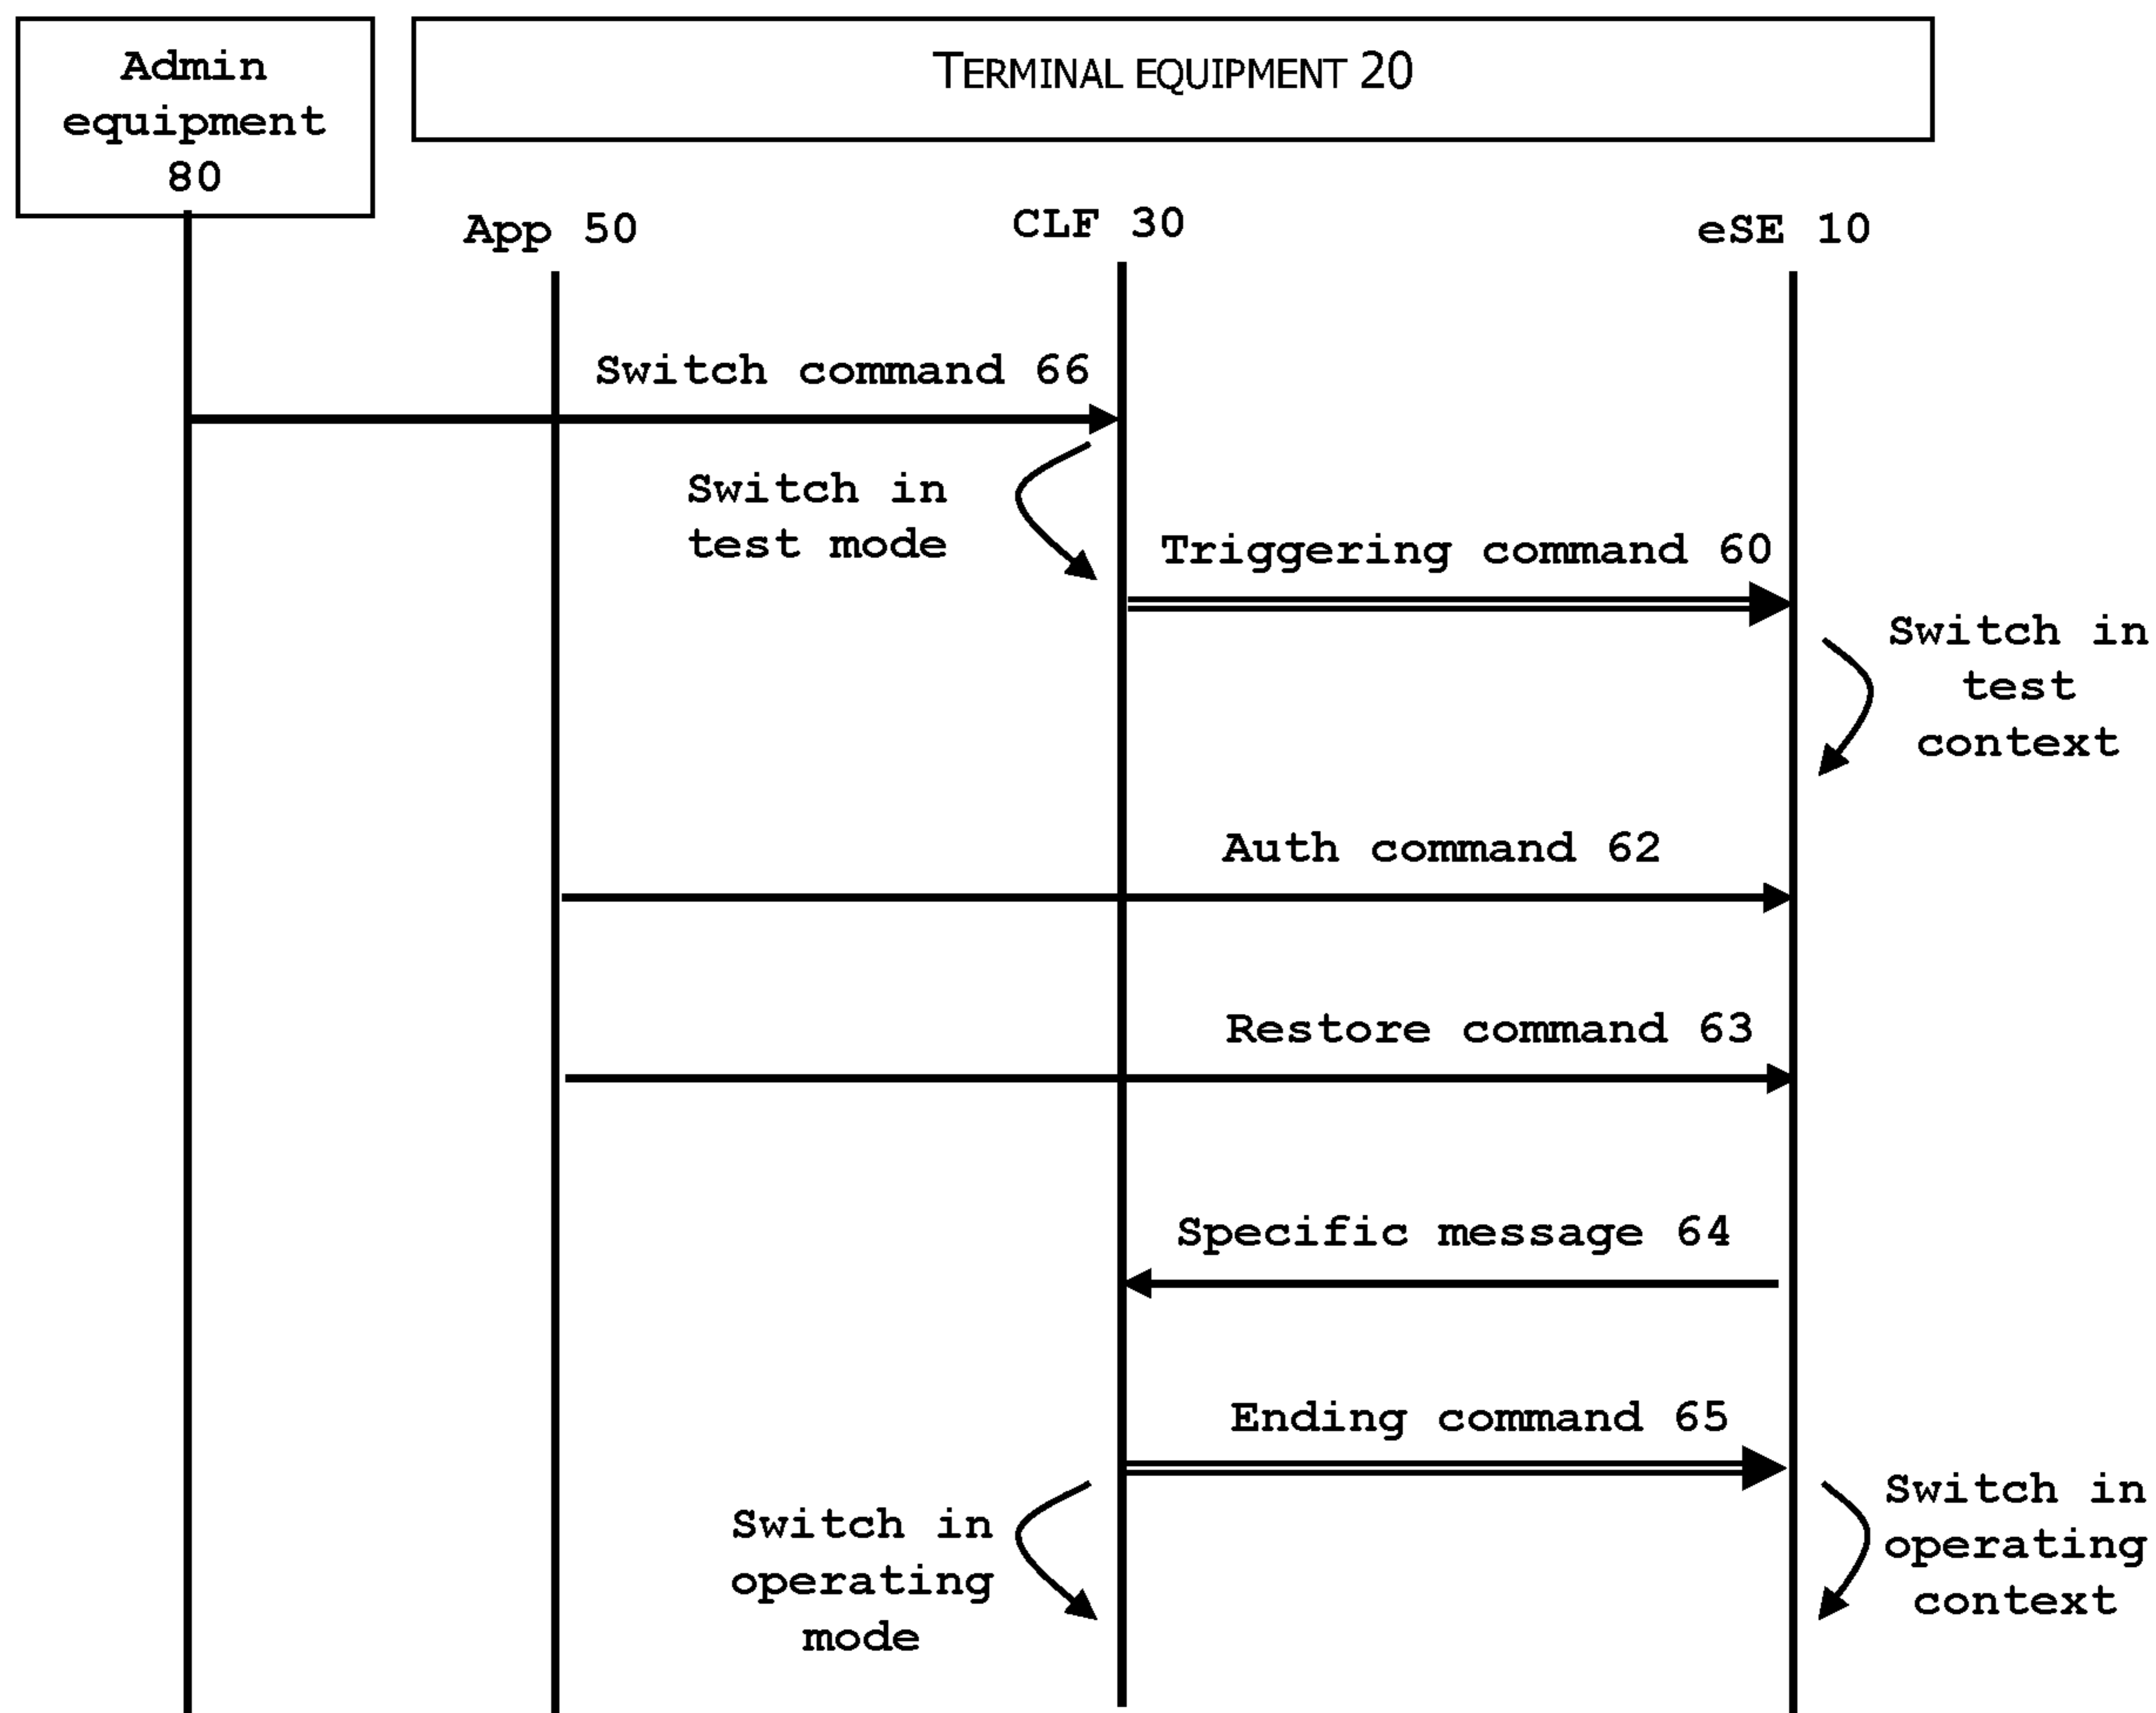 Admin
equipment
80
TERMINAL EQUIPMENT 20
App 50
CLF 30
eSE 10
Switch command 66
Switch in
test mode
Triggering command 60
Switch in
test
context
Auth command 62
Restore command 63
Specific message 64
Ending command 65
Switch in
operating
mode
Switch in
operating
context